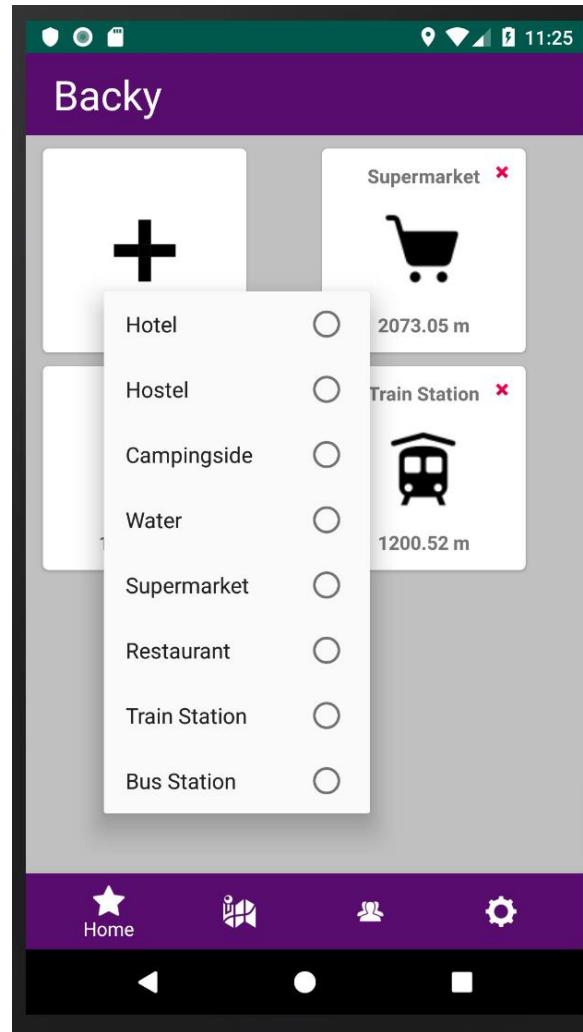 11:25
Backy
Supermarket
2073.05 m
Hotel
Hostel
Campingside
Water
Supermarket
Restaurant
Train Station
Bus Station
Train Station
1200.52 m
Home